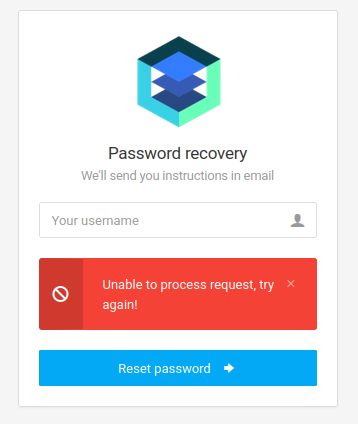 Password recovery
We'll send you instructions in email
Your username
Unable to process request, try
again!
Reset password